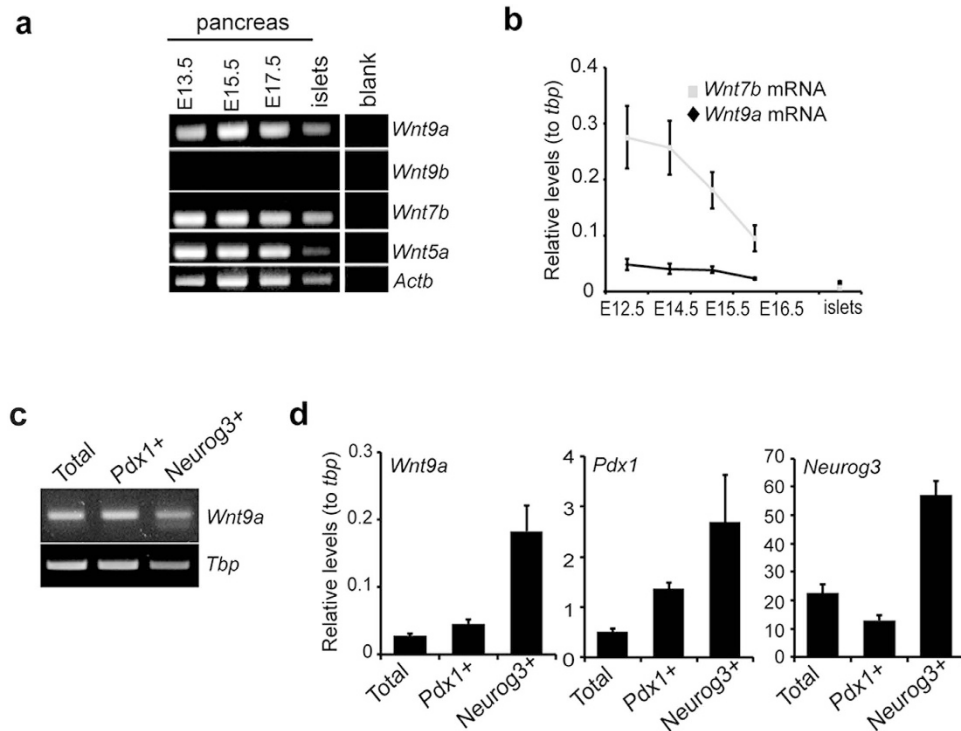 a
pancreas
E13.5
E15.5
E17.5
islets
blank
Wnt9a
Wnt9b
Wnt7b
Wnt5a
Actb
b
Relative levels (to tbp)
0.4
0.3
0.2
0.1
0
Wnt7b mRNA
Wnt9a mRNA
E12.5 E14.5 E15.5 E16.5 islets
c
Total
Pdx1+
Neurog3+
Wnt9a
Tbp
d
Relative levels (to tbp)
0.3
0.2
0.1
0
Wnt9a
Total
Pdx1+
Neurog3+
4
3
2
1
0
Pdx1
Total
Pdx1+
Neurog3+
70
60
50
40
30
20
10
0
Neurog3
Total
Pdx1+
Neurog3+